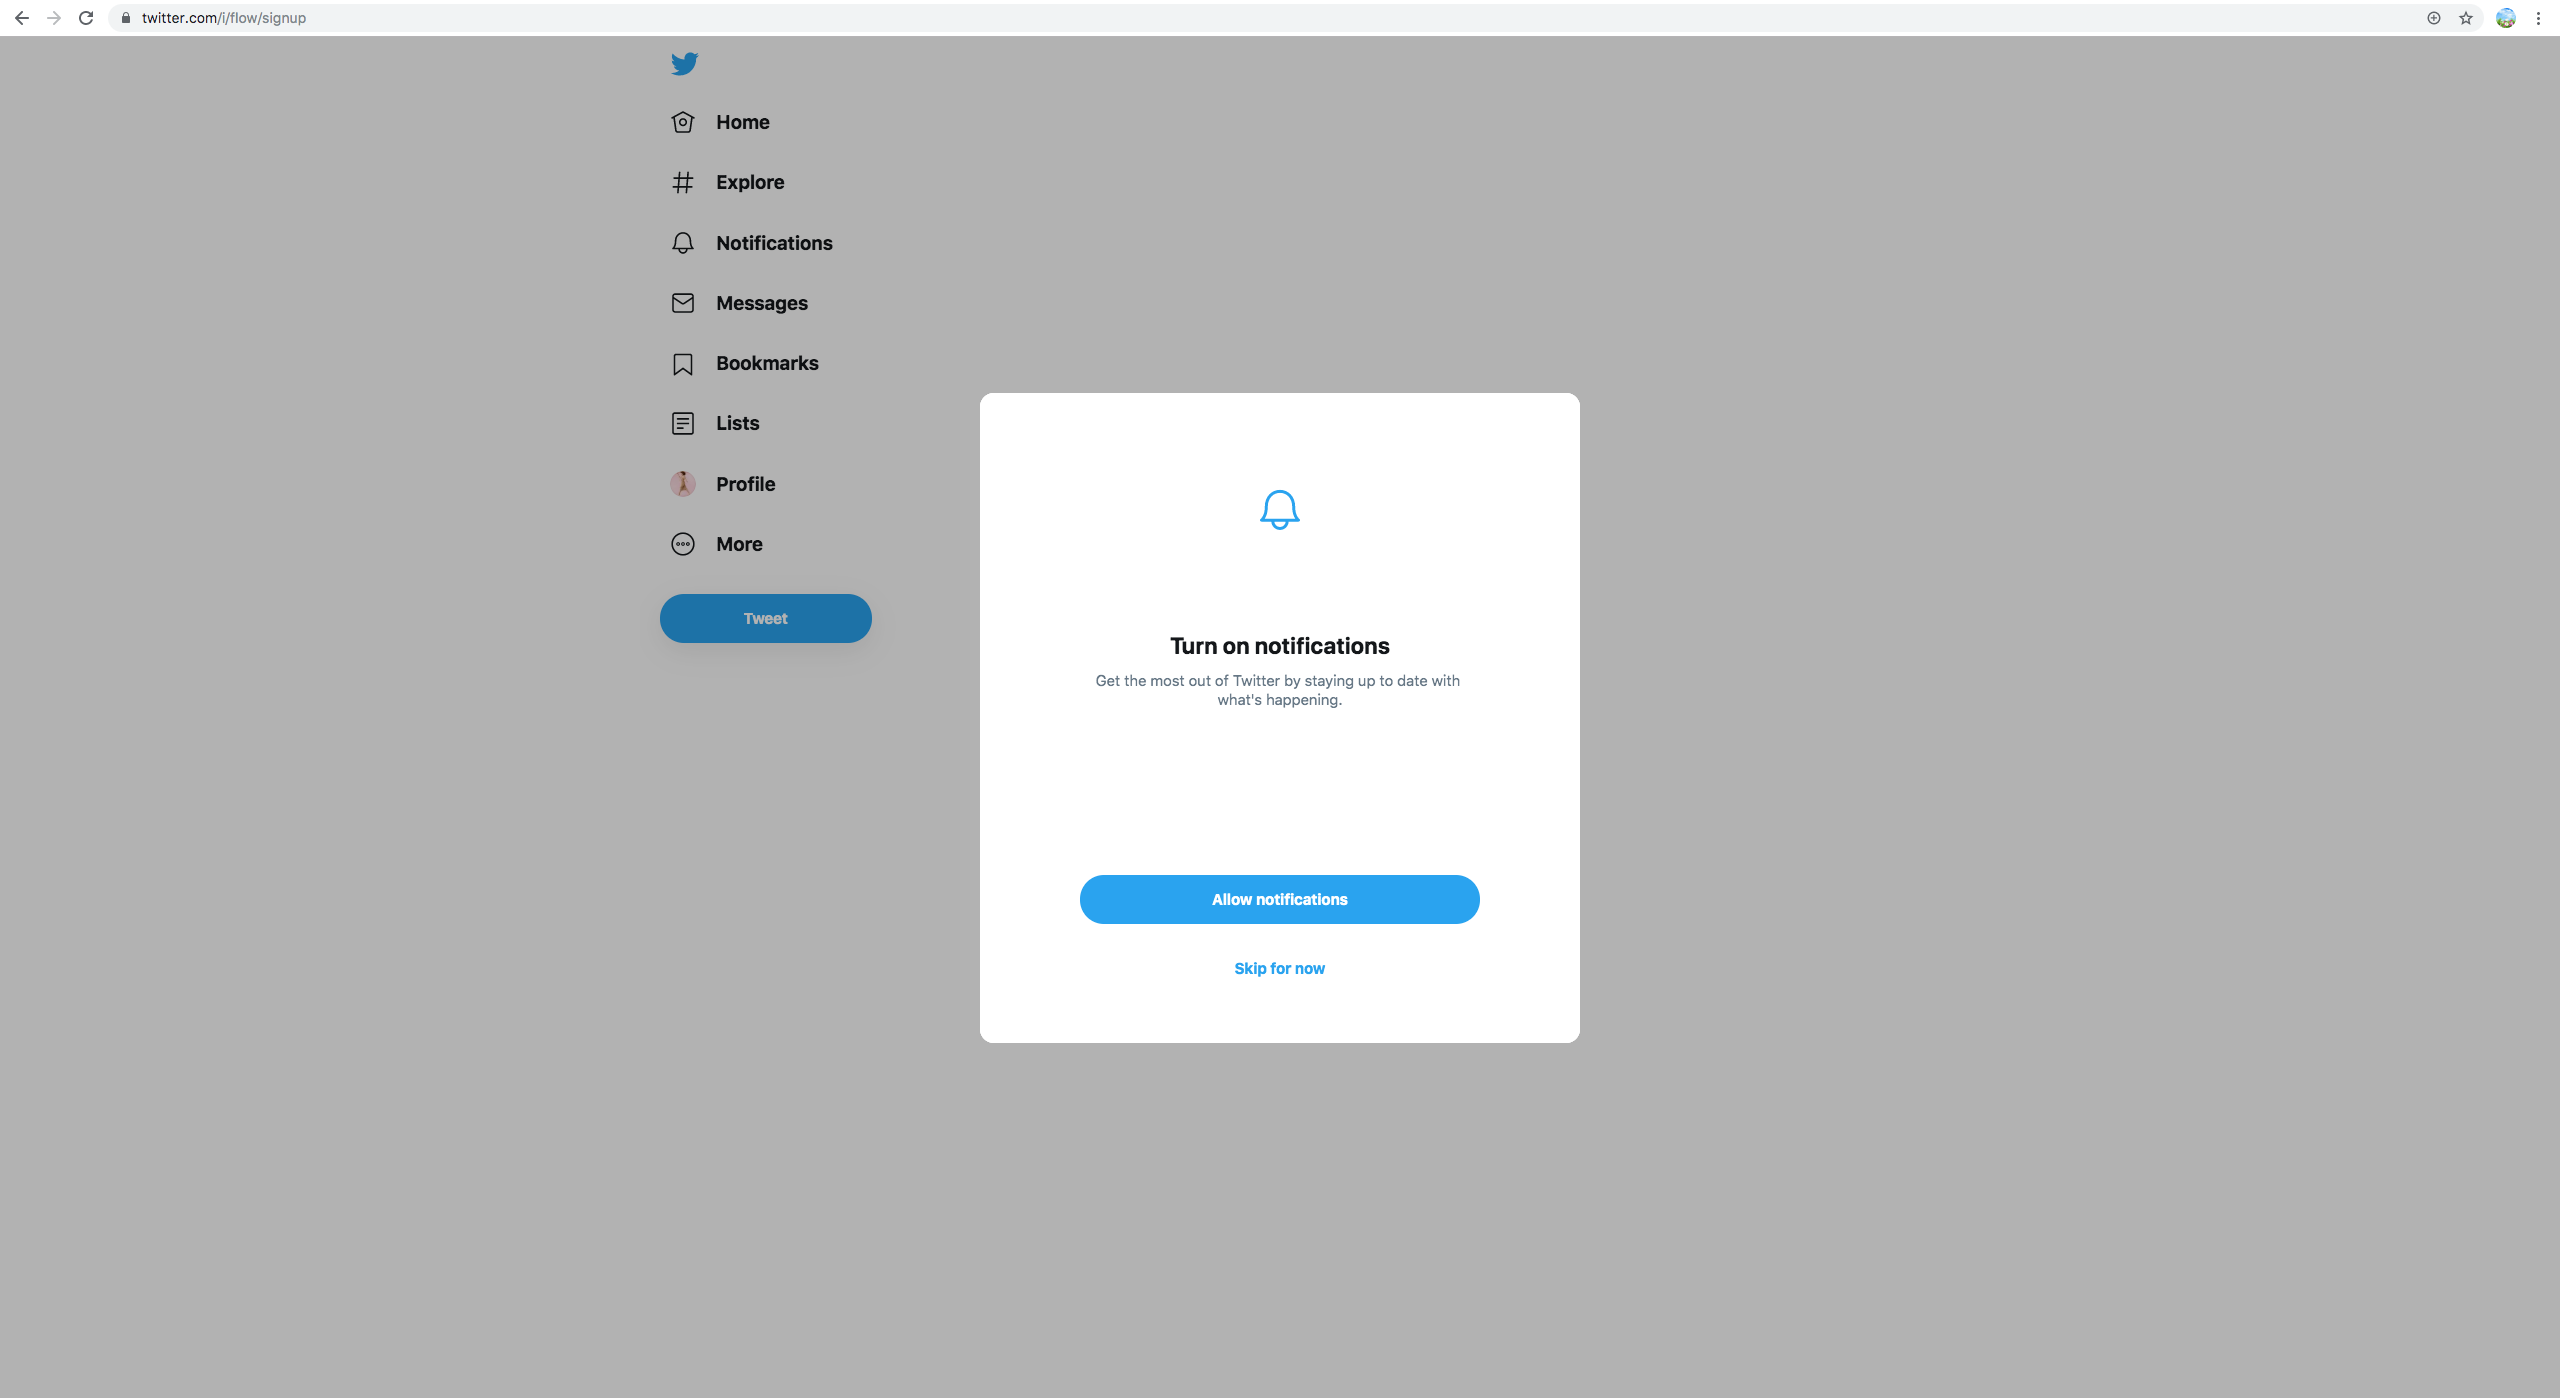 twitter.com/i/flow/signup
Home
Explore
Notifications
Messages
Bookmarks
Lists
Profile
More
Tweet
Turn on notifications
Get the most out of Twitter by staying up to date with
what's happening.
Allow notifications
Skip for now